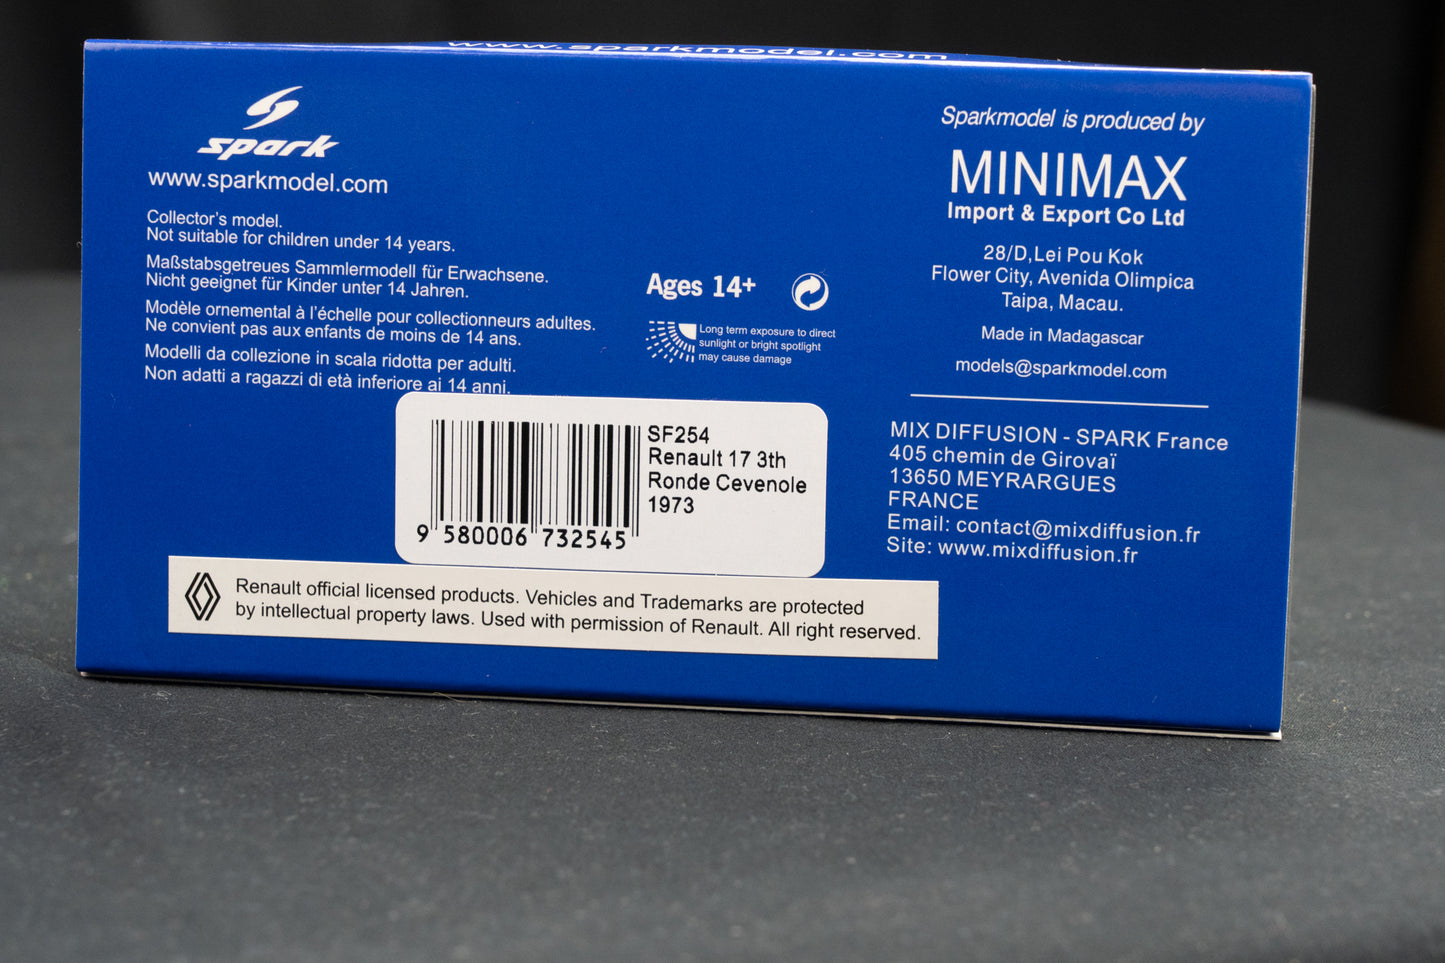 www.sparkmodel.com
spark
www.sparkmodel.com
Collector's model.
Not suitable for children under 14 years.
Maßstabsgetreues Sammlermodell für Erwachsene.
Nicht geeignet für Kinder unter 14 Jahren.
Modèle ornemental à l'échelle pour collectionneurs adultes.
Ne convient pas aux enfants de moins de 14 ans.
Modelli da collezione in scala ridotta per adulti.
Non adatti a ragazzi di età inferiore ai 14 anni.
Ages 14+
Long term exposure to direct
sunlight or bright spotlight
may cause damage
Sparkmodel is produced by
MINIMAX
Import & Export Co Ltd
28/D,Lei Pou Kok
Flower City, Avenida Olimpica
Taipa, Macau.
Made in Madagascar
models@sparkmodel.com
MIX DIFFUSION - SPARK France
405 chemin de Girovaï
13650 MEYRARGUES
FRANCE
Email: contact@mixdiffusion.fr
Site: www.mixdiffusion.fr
SF254
Renault 17 3th
Ronde Cevenole
1973
9 580006 732545
Renault official licensed products. Vehicles and Trademarks are protected
by intellectual property laws. Used with permission of Renault. All right reserved.